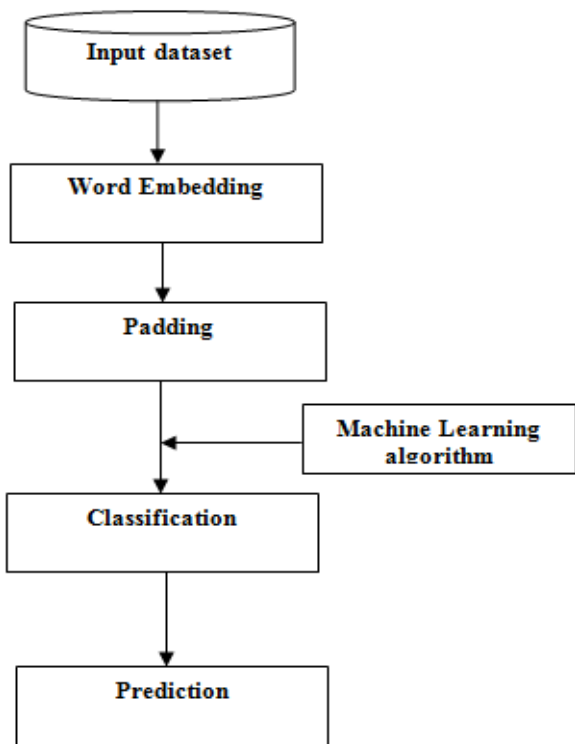 Input dataset
Word Embedding
Padding
Machine Learning
algorithm
Classification
Prediction